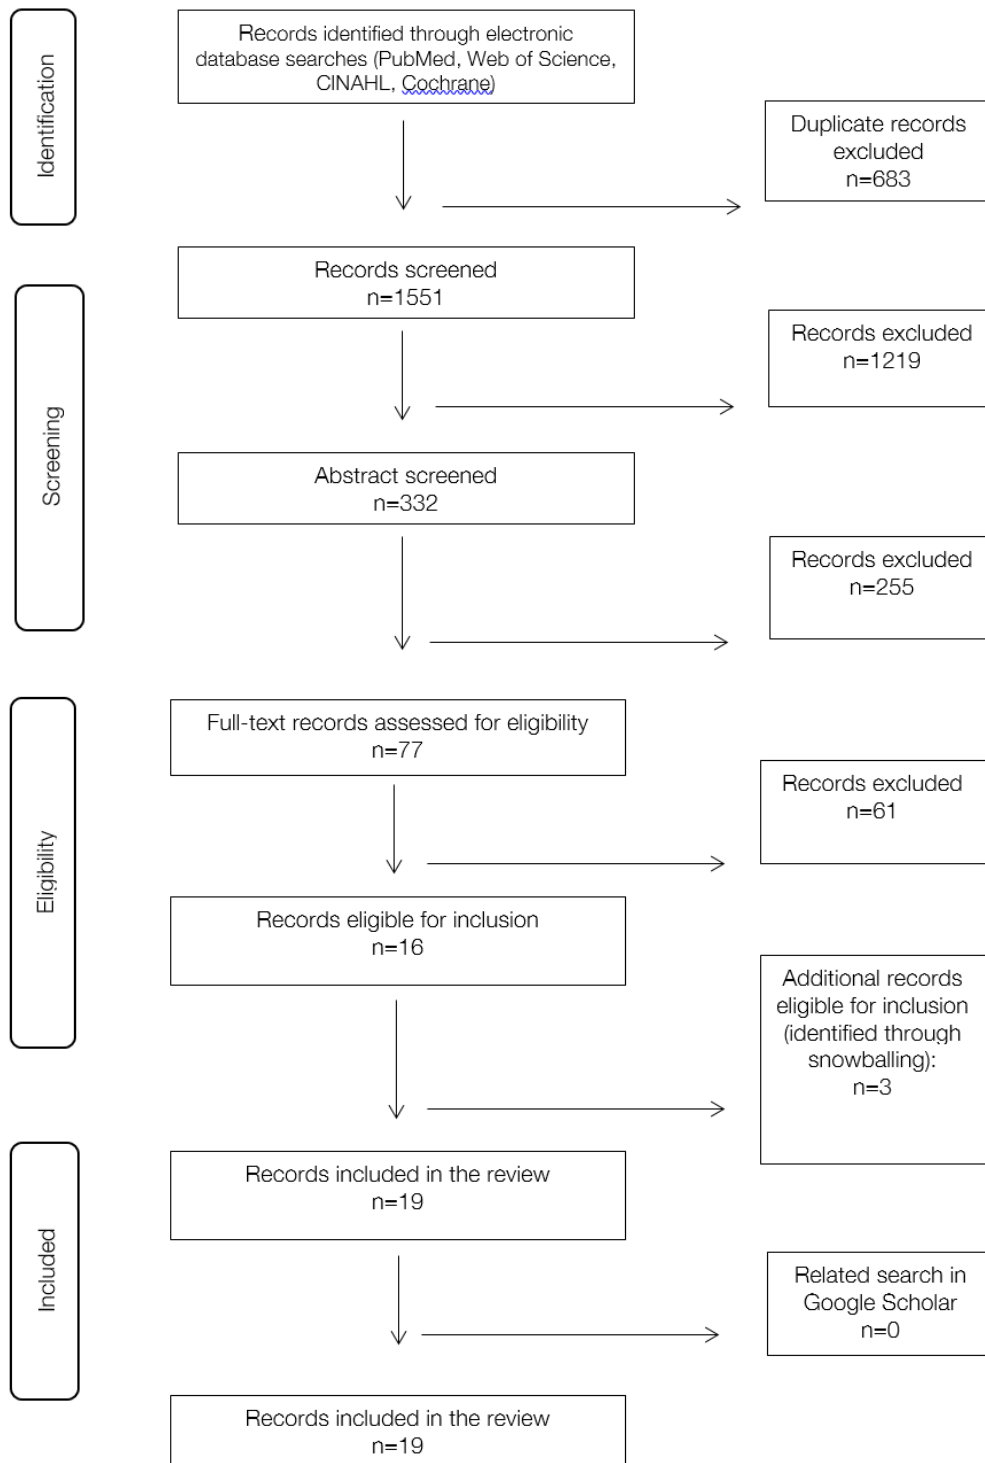 Identification
Records identified through electronic
database searches (PubMed, Web of Science,
CINAHL, Cochrane)
Duplicate records
excluded
n=683
Screening
Records screened
n=1551
Records excluded
n=1219
Abstract screened
n=332
Records excluded
n=255
Eligibility
Full-text records assessed for eligibility
n=77
Records excluded
n=61
Records eligible for inclusion
n=16
Additional records
eligible for inclusion
(identified through
snowballing):
n=3
Included
Records included in the review
n=19
Related search in
Google Scholar
n=0
Records included in the review
n=19